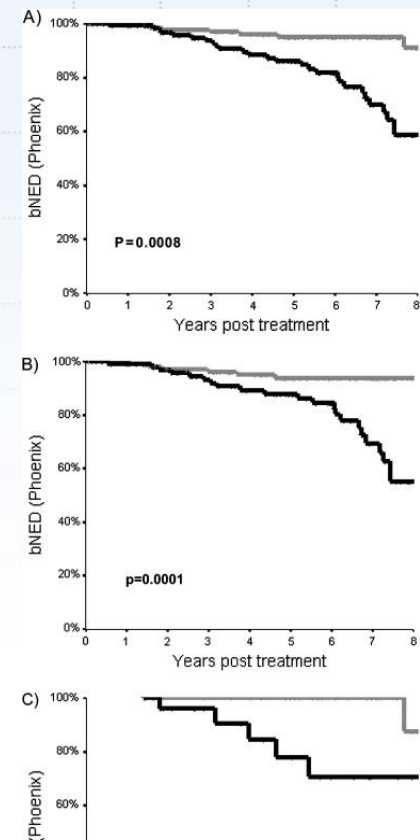 A)
100%
80%
60%
40%
20%
0%
bNED (Phoenix)
P=0.0008
0 1 2 3 4 5 6 7 8
Years post treatment
B)
100%
80%
60%
40%
20%
0%
bNED (Phoenix)
p=0.0001
0 1 2 3 4 5 6 7 8
Years post treatment
C)
100%
80%
60%
(Phoenix)